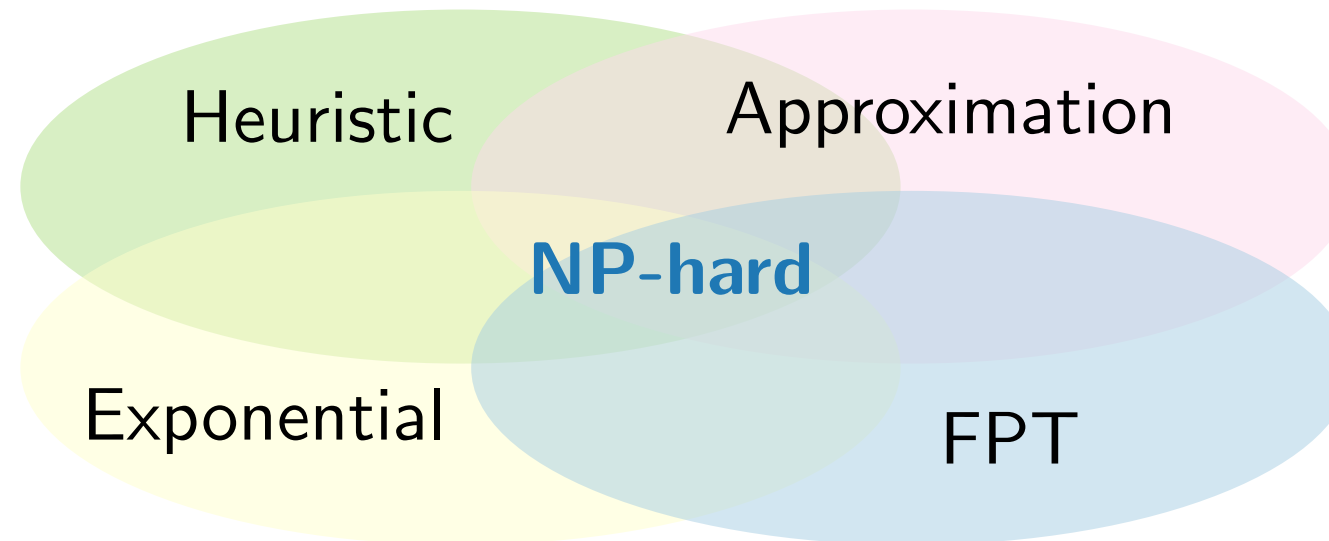 Heuristic
Approximation
NP-hard
Exponential
FPT